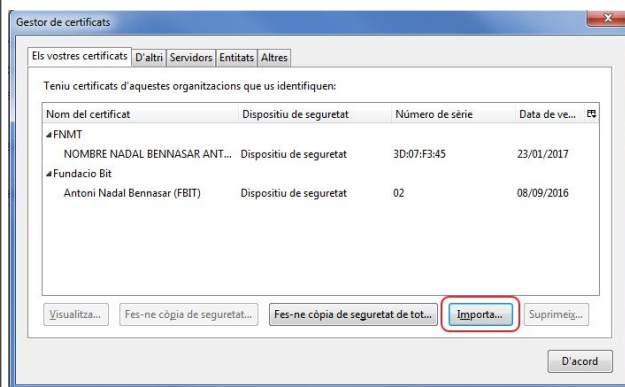 Gestor de certificats
x
Els vostres certificats D'altri Servidors Entitats Altres
Teniu certificats d'aquestes organitzacions que us identifiquen:
Nom del certificat Dispositiu de seguretat Número de sèrie Data de ve...
FNMT
NOMBRE NADAL BENNASAR ANT... Dispositiu de seguretat 3D:07:F3:45 23/01/2017
Fundacio Bit
Antoni Nadal Bennasar (FBIT) Dispositiu de seguretat 02 08/09/2016
Visualitza... Fes-ne còpia de seguretat... Fes-ne còpia de seguretat de tot... Importa... Suprimeix...
D'acord